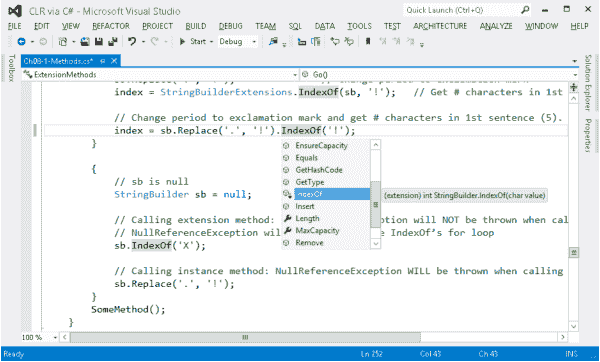 CLR via C# - Microsoft Visual Studio
Quick Launch (Ctrl+Q)
FILE EDIT VIEW REFACTOR PROJECT BUILD DEBUG TEAM SQL DATA TOOLS TEST ARCHITECTURE ANALYZE WINDOW HELP
Start Debug
Toolbox
Ch08-1-Methods.cs*
ExtensionMethods
Go()
index = StringBuilderExtensions.IndexOf(sb, '!'); // Get # characters in 1st
// Change period to exclamation mark and get # characters in 1st sentence (5).
index = sb.Replace('.', '!').IndexOf('!');
}
EnsureCapacity
Equals
GetHashCode
GetType
IndexOf
Insert
Length
MaxCapacity
Remove
(extension) int StringBuilder.IndexOf(char value)
{
// sb is null
StringBuilder sb = null;
// Calling extension method: ption will NOT be thrown when cal
// NullReferenceException wil e IndexOf's for loop
sb.IndexOf('X');
// Calling instance method: NullReferenceException WILL be thrown when calling
sb.Replace('.', '!');
}
SomeMethod();
}
Solution Explorer
Properties
100 %
Ready
Ln 252 Col 43 Ch 43 INS